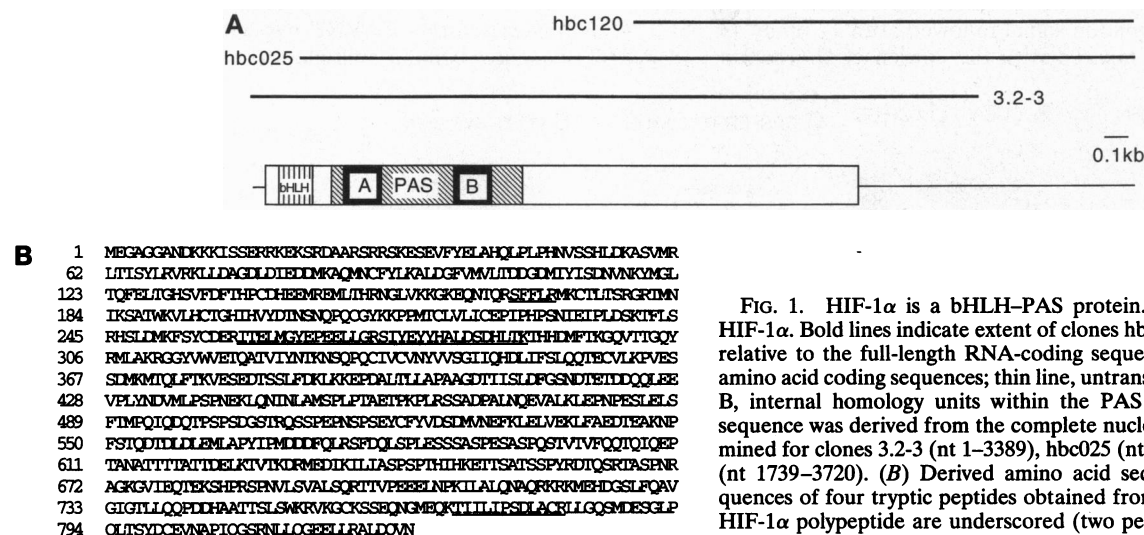 A
hbc120
hbc025
3.2-3
0.1kb
bHLH A PAS B
B
1 MEGAGGANDKKKISSERRKEKSRDAARSRRSKESEVFYELAHQLPLPHNVSSHLDKASVMR
62 LTISYLRVRKLLDAGDLDIEDDMKAQMNCFYLKALDGFVMVLTDDGDMIYISDNVNKYMGL
123 TQFELTGHSVFDFTHPCDHEEMREMLTHRNGLVKKGKEQNTQRSFFLRMKCTLTSRGRTMN
184 IKSATWKVLHCTGHIHVYDTNSNQPQCGYKKPPMTCLVLICEPIPHPSNIEIPLDSKTFLS
245 RHSLDMKFSYCDERITELMGYEPEELLGRSIYEYYHALDSDHLTKTHHDMFTKGQVTTGQY
306 RMLAKRGGYVWVETQATVIYNTKNSQPQCIVCVNYVVSGIIQHDLIFSLQQTECVLKPVES
367 SDMKMTQLFTKVESEDTSSLFDKLKKEPDALTLLAPAAGDTIISLDFGSNDTETDDQQLEE
428 VPLYNDVMLPSPNEKLQNINLAMSPLPTAETPKPLRSSADPALNQEVALKLEPNPESLELS
489 FTMPQIQDQTPSPSDGSTRQSSPEPNSPSEYCFYVDSDMVNEFKLELVEKLFAEDTEAKNP
550 FSTQDTDLDLEMLAPYIPMDDDFQLRSFDQLSPLESSSASPESASPQSTVTVFQQTQIQEP
611 TANATTTTATTDELKTVTKDRMEDIKILIASPSPTHIHKETTSATSSPYRDTQSRTASPNR
672 AGKGVIEQTEKSHPRSPNVLSVALSQRTTVPEEELNPKILALQNAQRKRKMEHDGSLFQAV
733 GIGTLLQQPDDHAATTSLSWKRVKGCKSSEQNGMEQKTIILIPSDLACRLLGQSMDESGLP
794 QLTSYDCEVNAPIQGSRNLLQGEELLRALDQVN
FIG. 1. HIF-1α is a bHLH–PAS protein.
HIF-1α. Bold lines indicate extent of clones hb
relative to the full-length RNA-coding seque
amino acid coding sequences; thin line, untrans
B, internal homology units within the PAS
sequence was derived from the complete nucle
mined for clones 3.2-3 (nt 1–3389), hbc025 (nt
(nt 1739–3720). (B) Derived amino acid sec
quences of four tryptic peptides obtained from
HIF-1α polypeptide are underscored (two pe